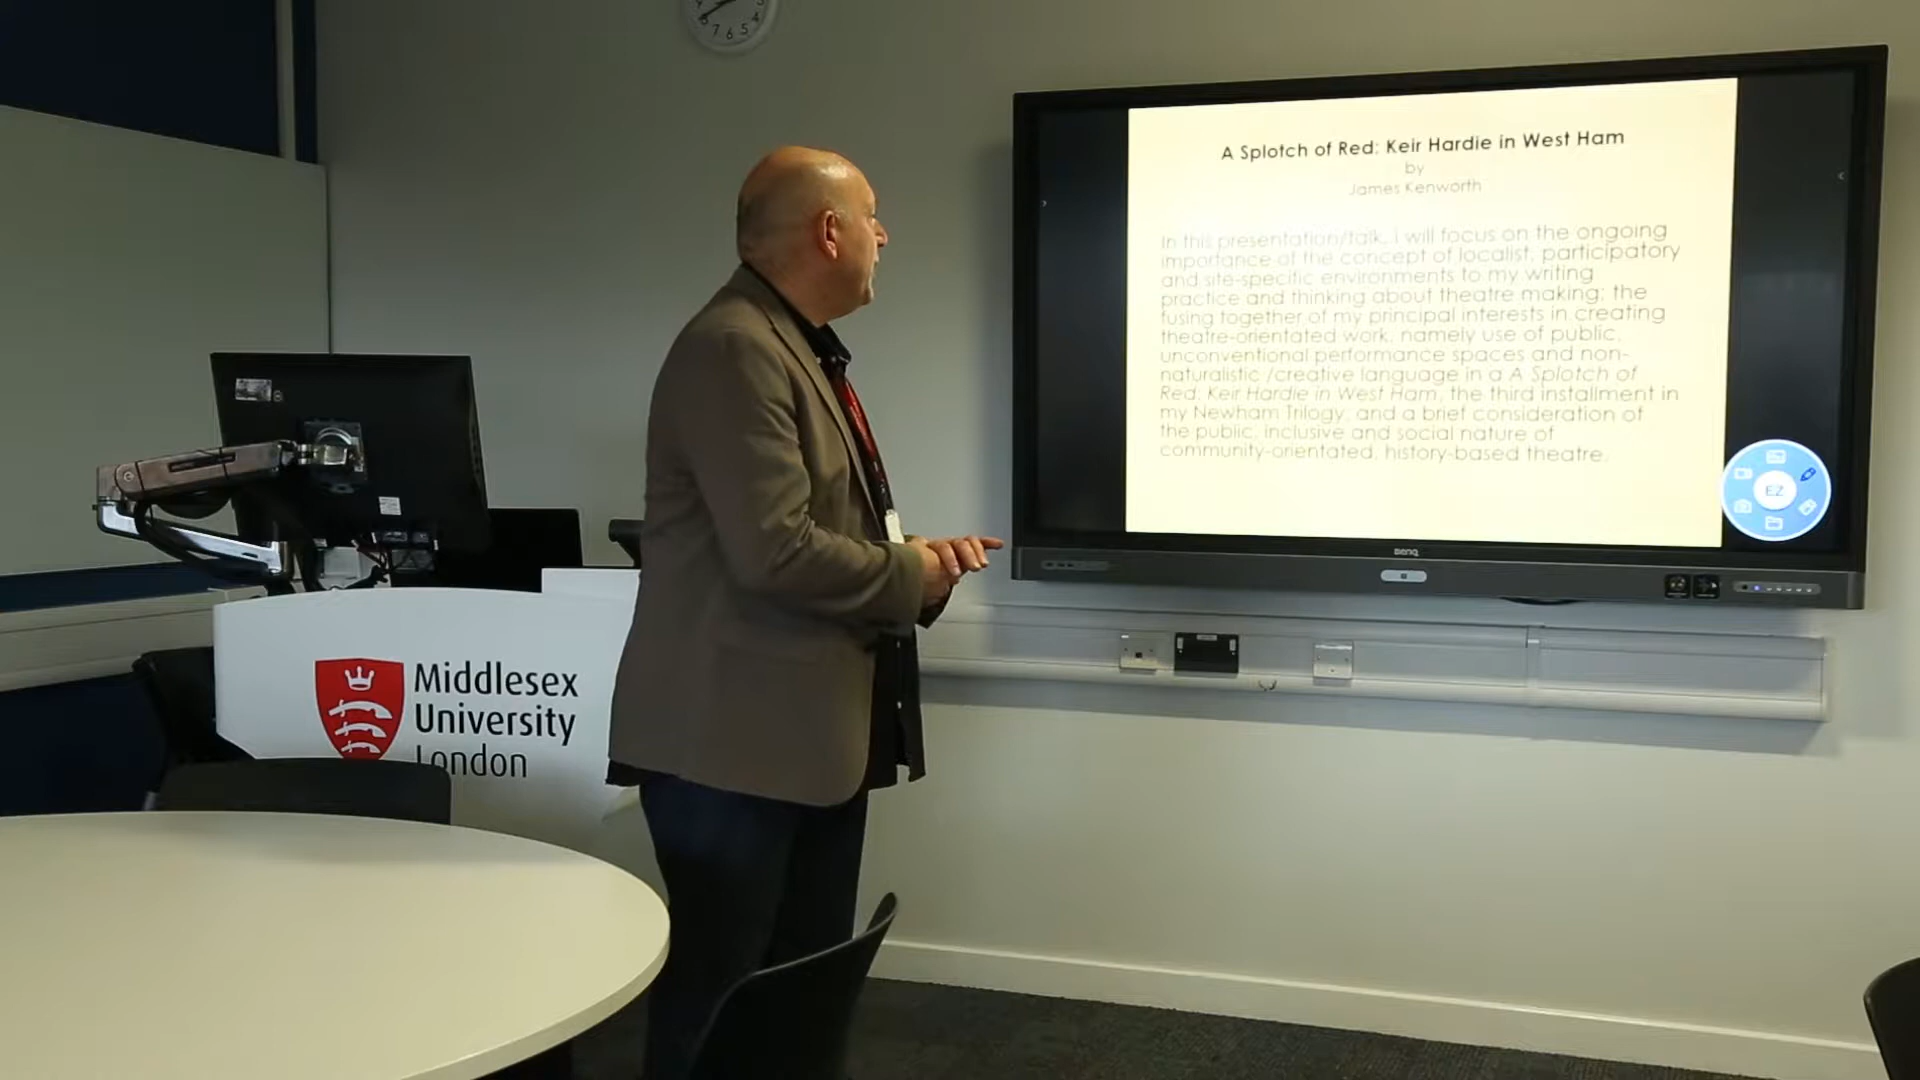 A Splotch of Red: Keir Hardie in West Ham
by
James Kenworth
In this presentation/talk, I will focus on the ongoing
importance of the concept of localist, participatory
and site-specific environments to my writing
practice and thinking about theatre making: the
fusing together of my principal interests in creating
theatre-orientated work, namely use of public,
unconventional performance spaces and non-
naturalistic /creative language in a A Splotch of
Red: Keir Hardie in West Ham, the third installment in
my Newham Trilogy; and a brief consideration of
the public, inclusive and social nature of
community-orientated, history-based theatre.
EZ
BenQ
Middlesex
University
London
7 6 5 4